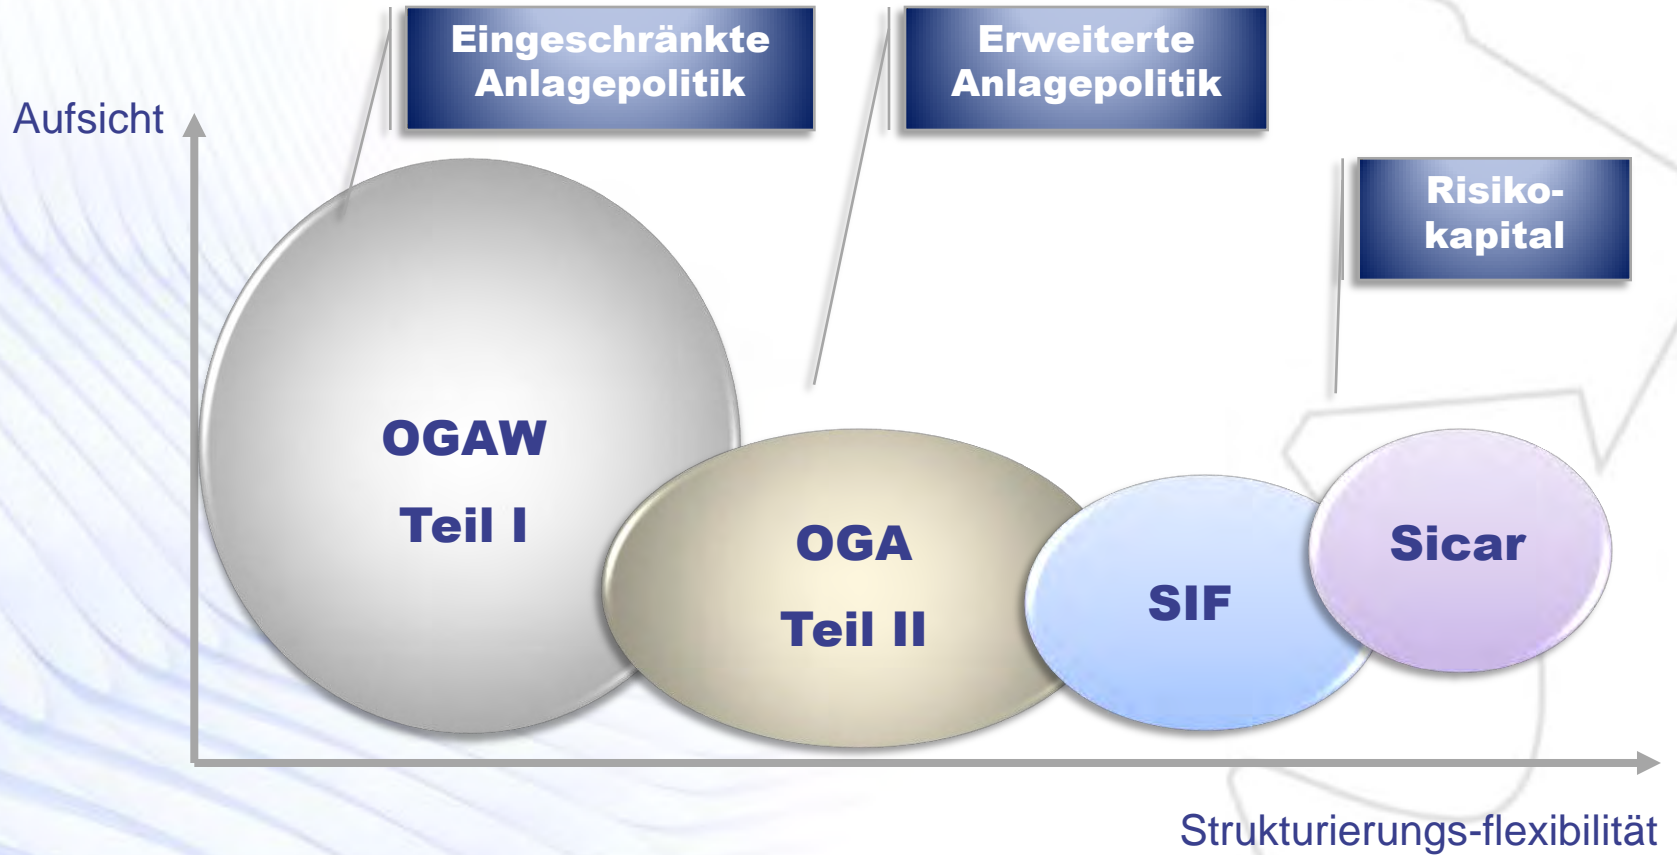 Eingeschränkte
Anlagepolitik
Erweiterte
Anlagepolitik
Aufsicht
Risiko-
kapital
OGAW
Teil I
OGA
Teil II
SIF
Sicar
Strukturierungs-flexibilität